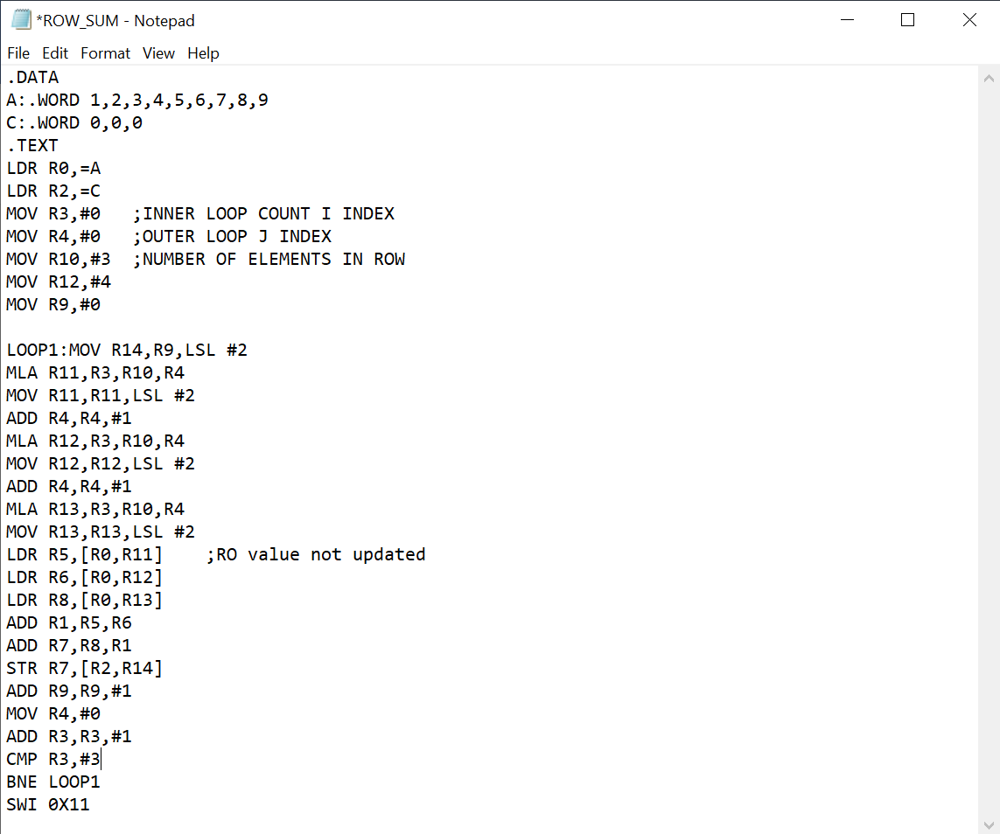 *ROW_SUM - Notepad
File Edit Format View Help
.DATA
A:.WORD 1,2,3,4,5,6,7,8,9
C:.WORD 0,0,0
.TEXT
LDR R0,=A
LDR R2,=C
MOV R3,#0   ;INNER LOOP COUNT I INDEX
MOV R4,#0   ;OUTER LOOP J INDEX
MOV R10,#3  ;NUMBER OF ELEMENTS IN ROW
MOV R12,#4
MOV R9,#0

LOOP1:MOV R14,R9,LSL #2
MLA R11,R3,R10,R4
MOV R11,R11,LSL #2
ADD R4,R4,#1
MLA R12,R3,R10,R4
MOV R12,R12,LSL #2
ADD R4,R4,#1
MLA R13,R3,R10,R4
MOV R13,R13,LSL #2
LDR R5,[R0,R11]    ;RO value not updated
LDR R6,[R0,R12]
LDR R8,[R0,R13]
ADD R1,R5,R6
ADD R7,R8,R1
STR R7,[R2,R14]
ADD R9,R9,#1
MOV R4,#0
ADD R3,R3,#1
CMP R3,#3
BNE LOOP1
SWI 0X11